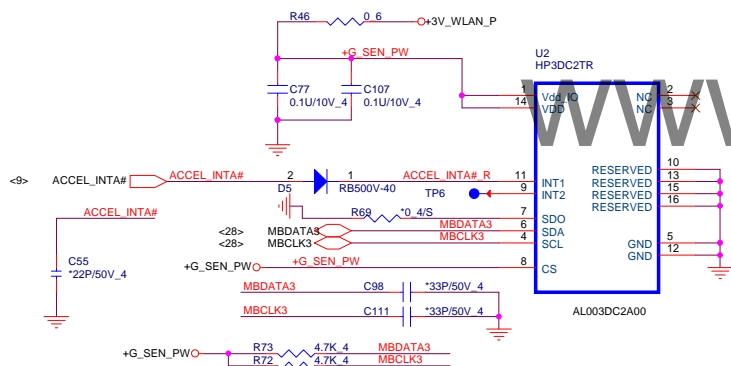 R46 0_6 +3V_WLAN_P
+G_SEN_PW
U2
HP3DC2TR
C77
0.1U/10V_4
C107
0.1U/10V_4
1 Vdd_IO NC 2
14 VDD NC 3
WWW
RESERVED 10
RESERVED 13
RESERVED 15
RESERVED 16
<9> ACCEL_INTA# ACCEL_INTA# 2 1 ACCEL_INTA#_R 11 INT1
D5 RB500V-40 TP6 9 INT2
ACCEL_INTA#
R69 *0_4/S 7 SDO
<28> MBDATA3 MBDATA3 6 SDA
<28> MBCLK3 MBCLK3 4 SCL
GND 5
GND 12
C55
*22P/50V_4
+G_SEN_PW +G_SEN_PW 8 CS
MBDATA3 C98 *33P/50V_4
MBCLK3 C111 *33P/50V_4
AL003DC2A00
+G_SEN_PW R73 4.7K_4 MBDATA3
R72 4.7K_4 MBCLK3